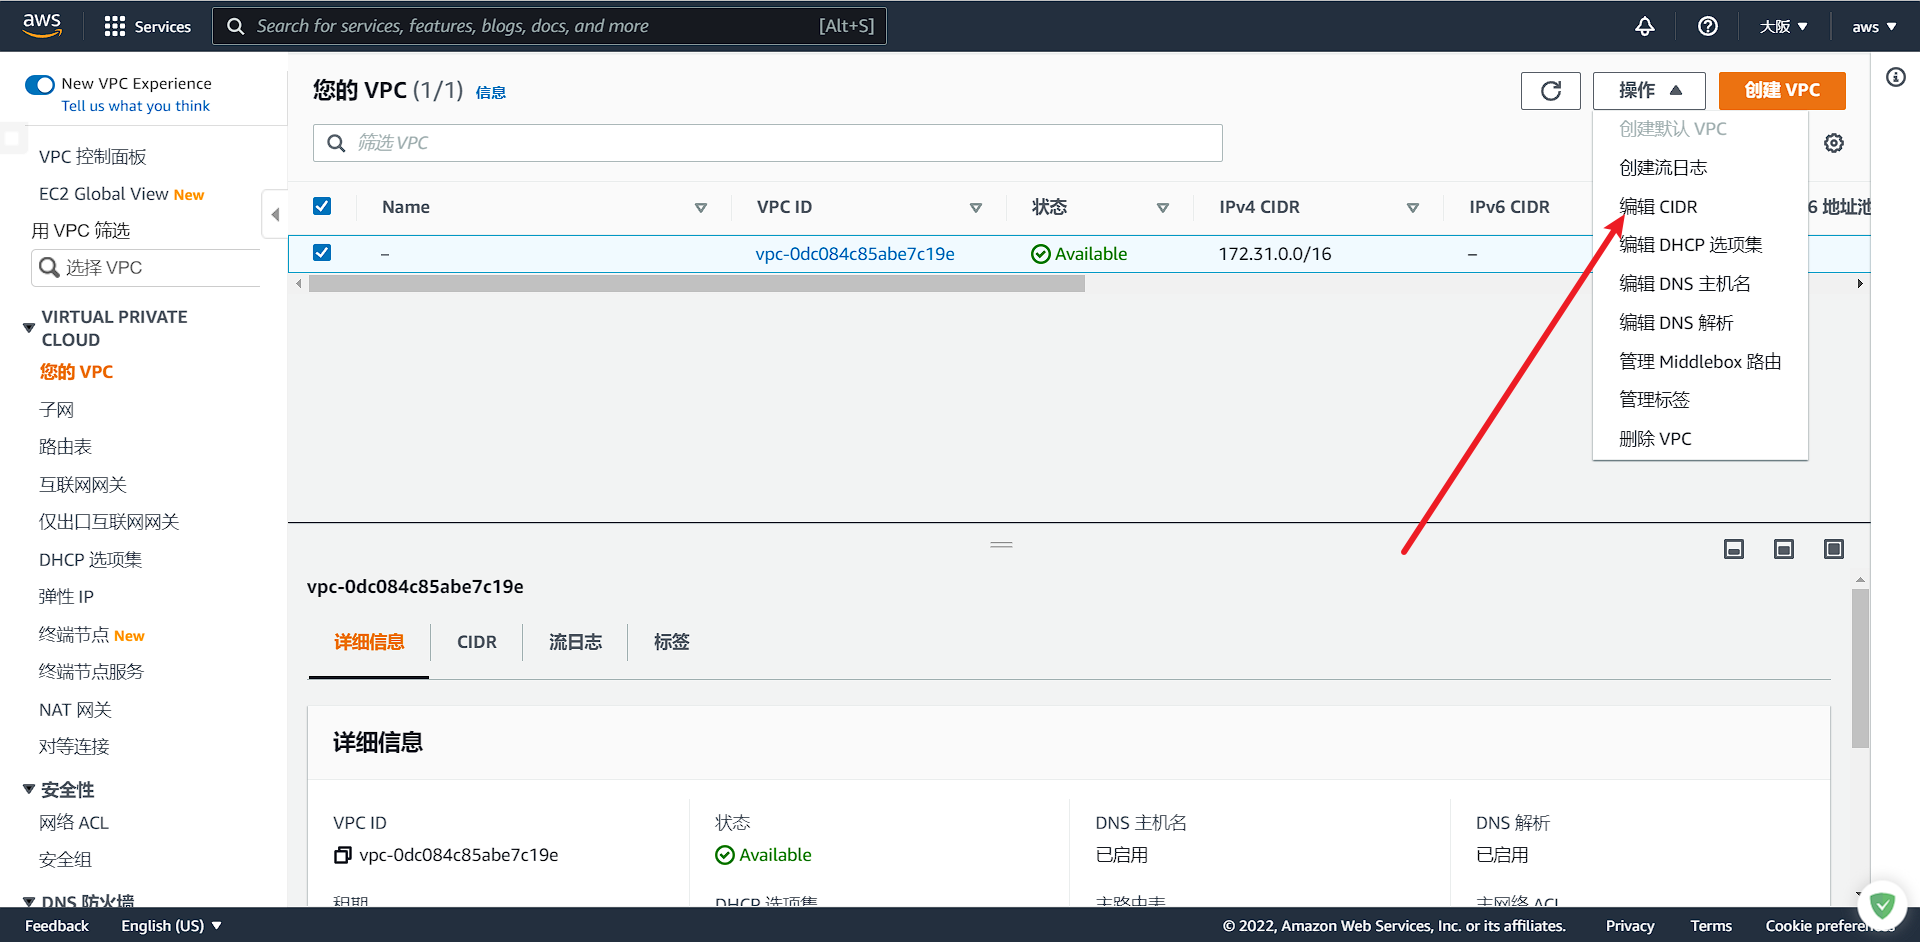 aws
Services
Search for services, features, blogs, docs, and more
[Alt+S]
大阪
aws
New VPC Experience
Tell us what you think
VPC 控制面板
EC2 Global View New
用 VPC 筛选
选择 VPC
VIRTUAL PRIVATE
CLOUD
您的 VPC
子网
路由表
互联网网关
仅出口互联网网关
DHCP 选项集
弹性 IP
终端节点 New
终端节点服务
NAT 网关
对等连接
安全性
网络 ACL
安全组
DNS 防火墙
您的 VPC (1/1) 信息
操作
创建 VPC
筛选 VPC
创建默认 VPC
创建流日志
编辑 CIDR
编辑 DHCP 选项集
编辑 DNS 主机名
编辑 DNS 解析
管理 Middlebox 路由
管理标签
删除 VPC
Name
VPC ID
状态
IPv4 CIDR
IPv6 CIDR
6 地址池
–
vpc-0dc084c85abe7c19e
Available
172.31.0.0/16
–
vpc-0dc084c85abe7c19e
详细信息
CIDR
流日志
标签
详细信息
VPC ID
vpc-0dc084c85abe7c19e
状态
Available
DNS 主机名
已启用
DNS 解析
已启用
租期
DHCP 选项集
主路由表
主网络 ACL
Feedback
English (US)
© 2022, Amazon Web Services, Inc. or its affiliates.
Privacy
Terms
Cookie preferences